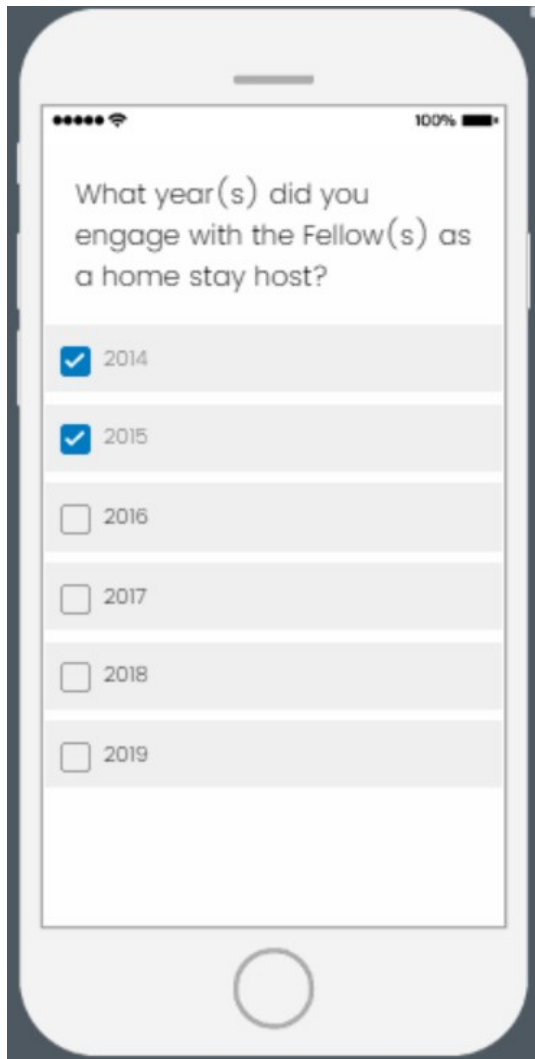 100%
What year(s) did you
engage with the Fellow(s) as
a home stay host?
2014
2015
2016
2017
2018
2019